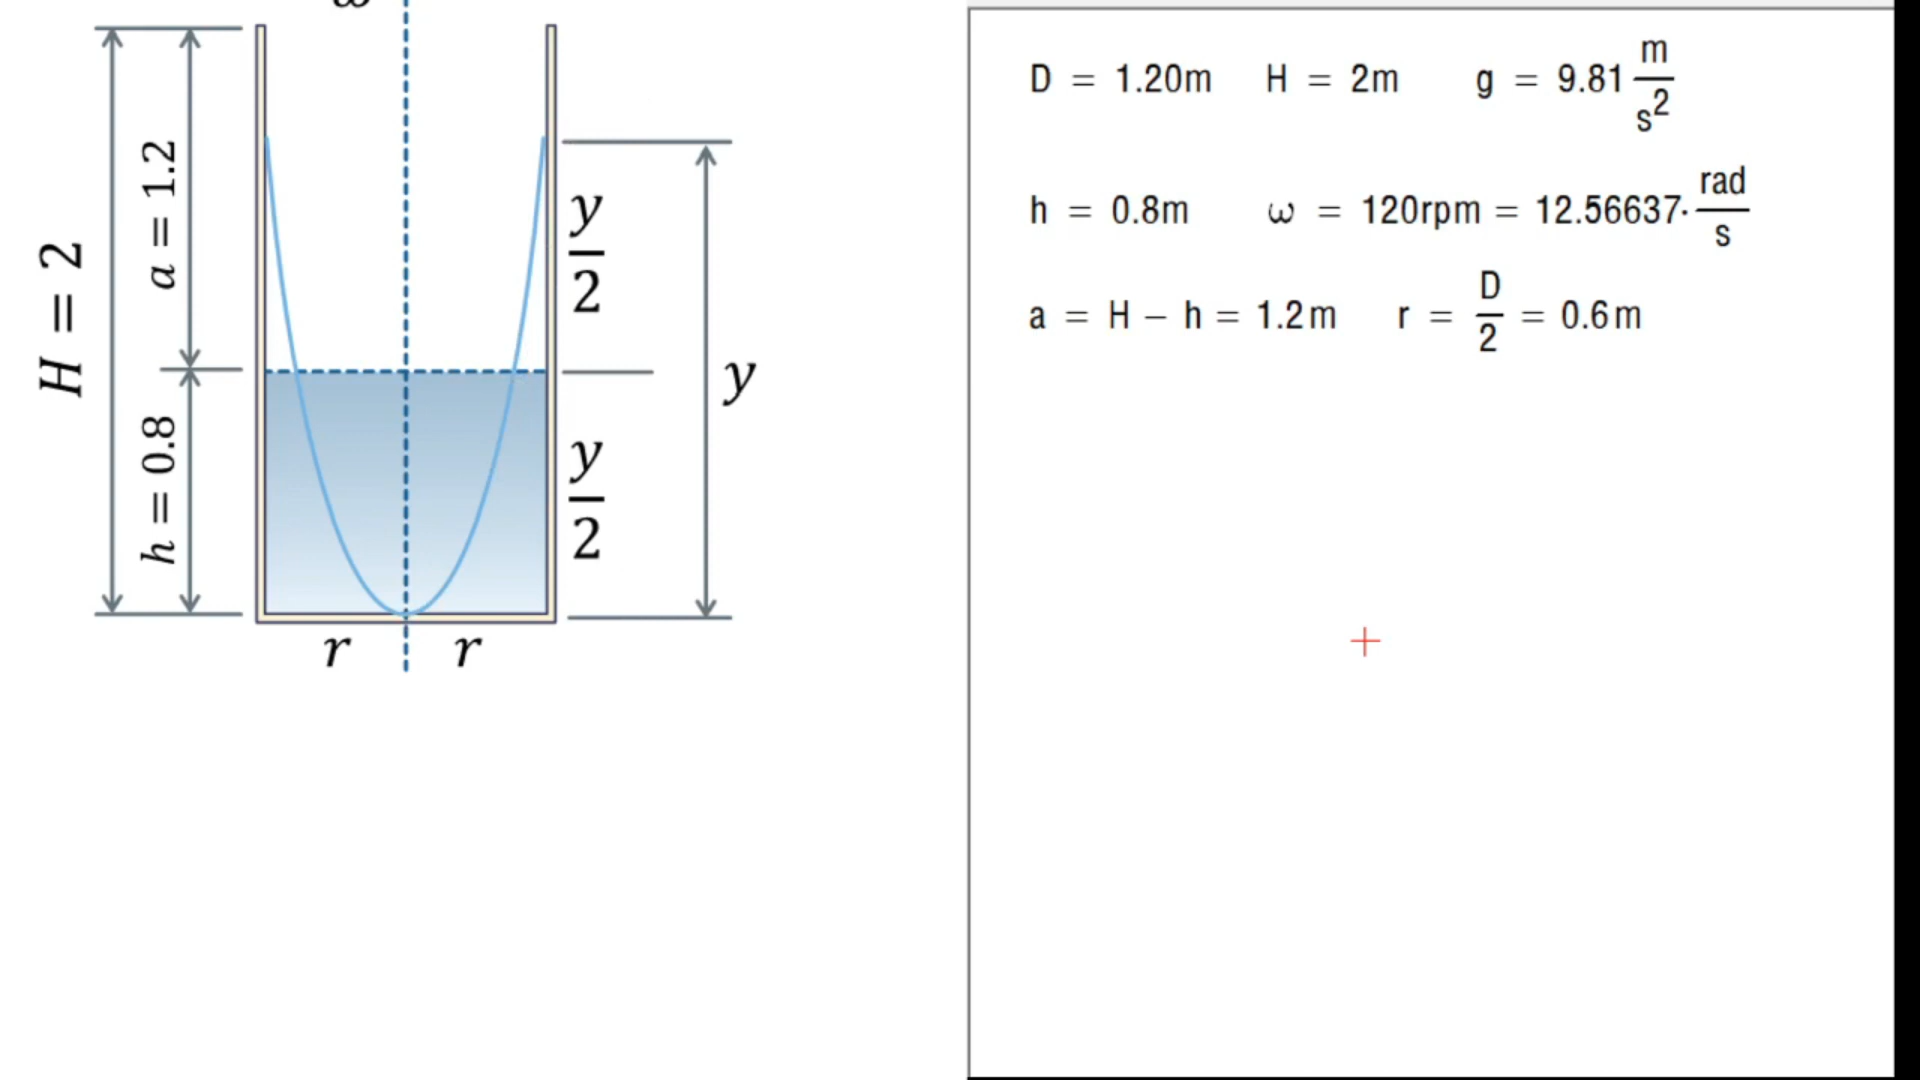 ω
H = 2
a = 1.2
h = 0.8
y/2
y/2
y
r r
D = 1.20m H = 2m g = 9.81 m/s²
h = 0.8m ω = 120rpm = 12.56637· rad/s
a = H − h = 1.2m r = D/2 = 0.6m